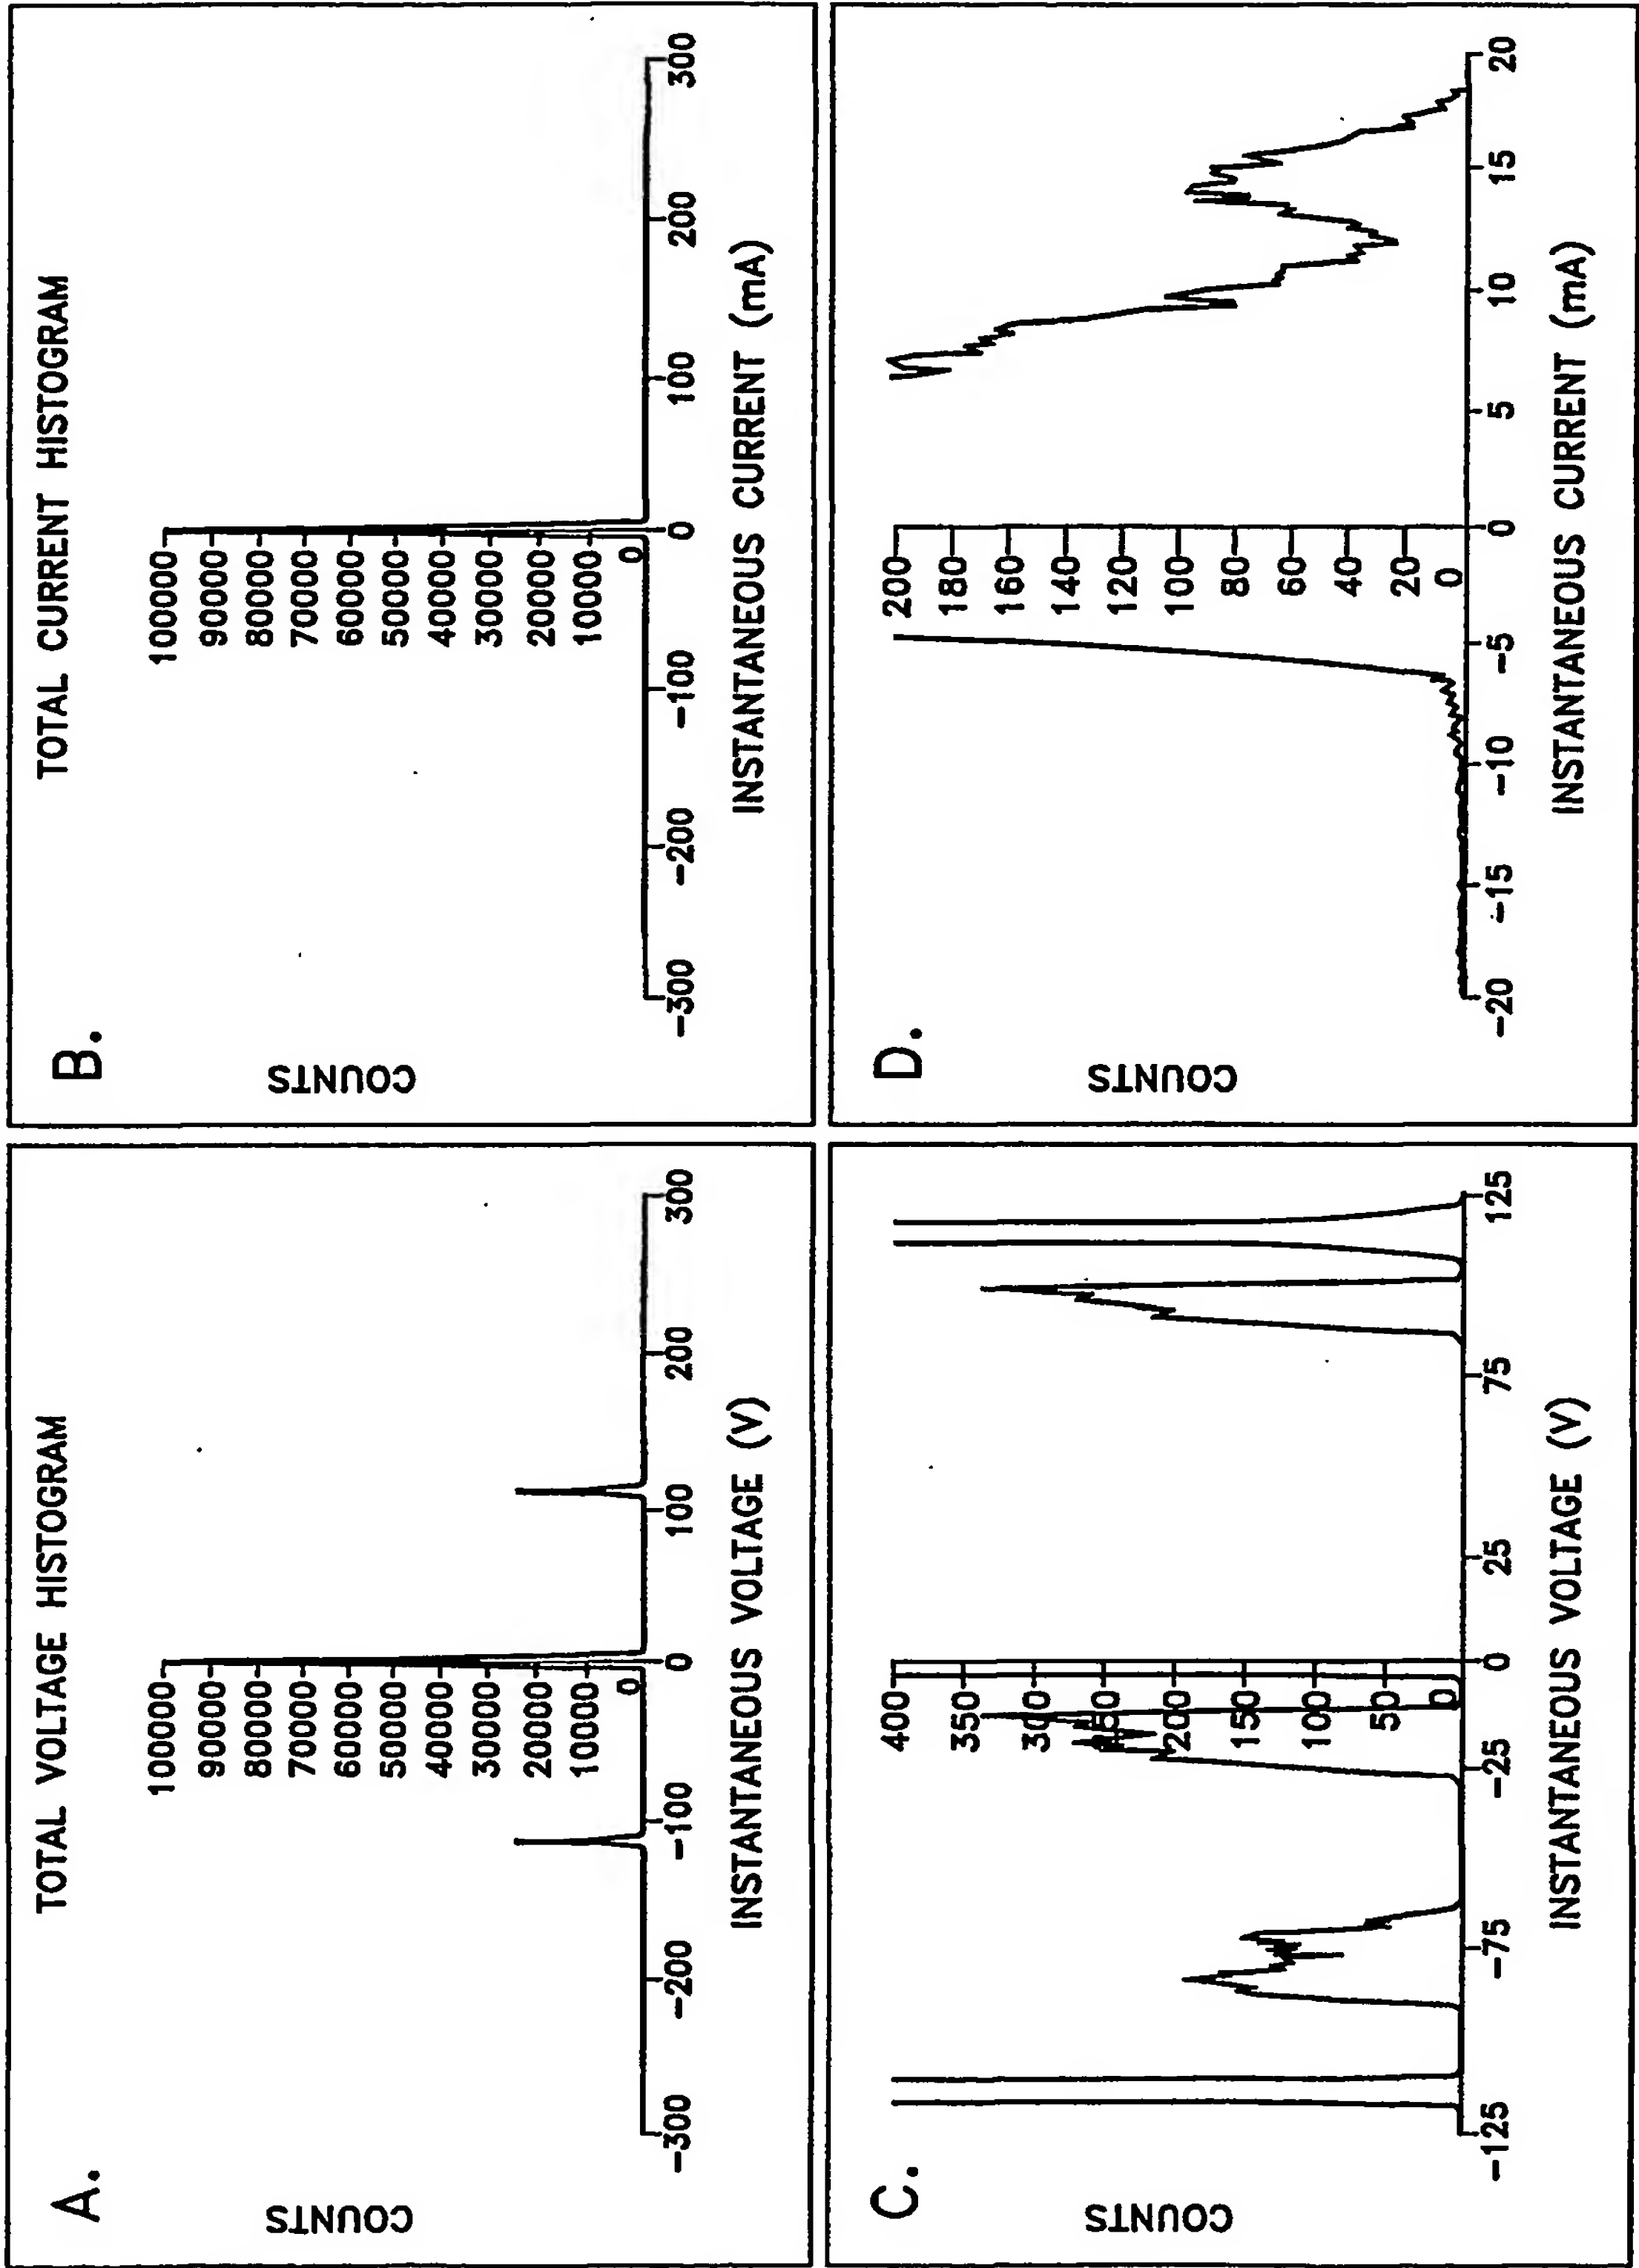 A.
TOTAL VOLTAGE HISTOGRAM
COUNTS
100000
90000
80000
70000
60000
50000
40000
30000
20000
10000
0
-300 -200 -100 0 100 200 300
INSTANTANEOUS VOLTAGE (V)
B.
TOTAL CURRENT HISTOGRAM
COUNTS
100000
90000
80000
70000
60000
50000
40000
30000
20000
10000
0
-300 -200 -100 0 100 200 300
INSTANTANEOUS CURRENT (mA)
C.
COUNTS
400
350
300
250
200
150
100
50
0
-125 -75 -25 0 25 75 125
INSTANTANEOUS VOLTAGE (V)
D.
COUNTS
200
180
160
140
120
100
80
60
40
20
0
-20 -15 -10 -5 0 5 10 15 20
INSTANTANEOUS CURRENT (mA)